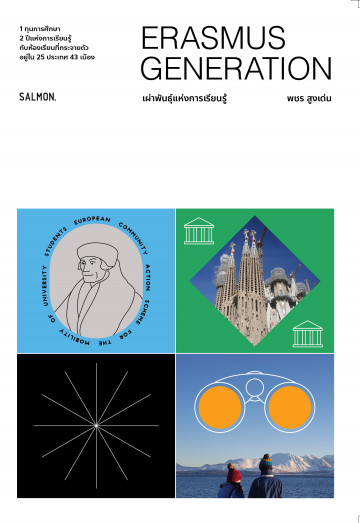 1 ทุนการศึกษา
2 ปีแห่งการเรียนรู้
กับห้องเรียนที่กระจายตัว
อยู่ใน 25 ประเทศ 43 เมือง
ERASMUS
GENERATION
SALMON.
เผ่าพันธุ์แห่งการเรียนรู้
พชร สูงเด่น
EUROPEAN COMMUNITY ACTION SCHEME FOR THE MOBILITY OF UNIVERSITY STUDENTS